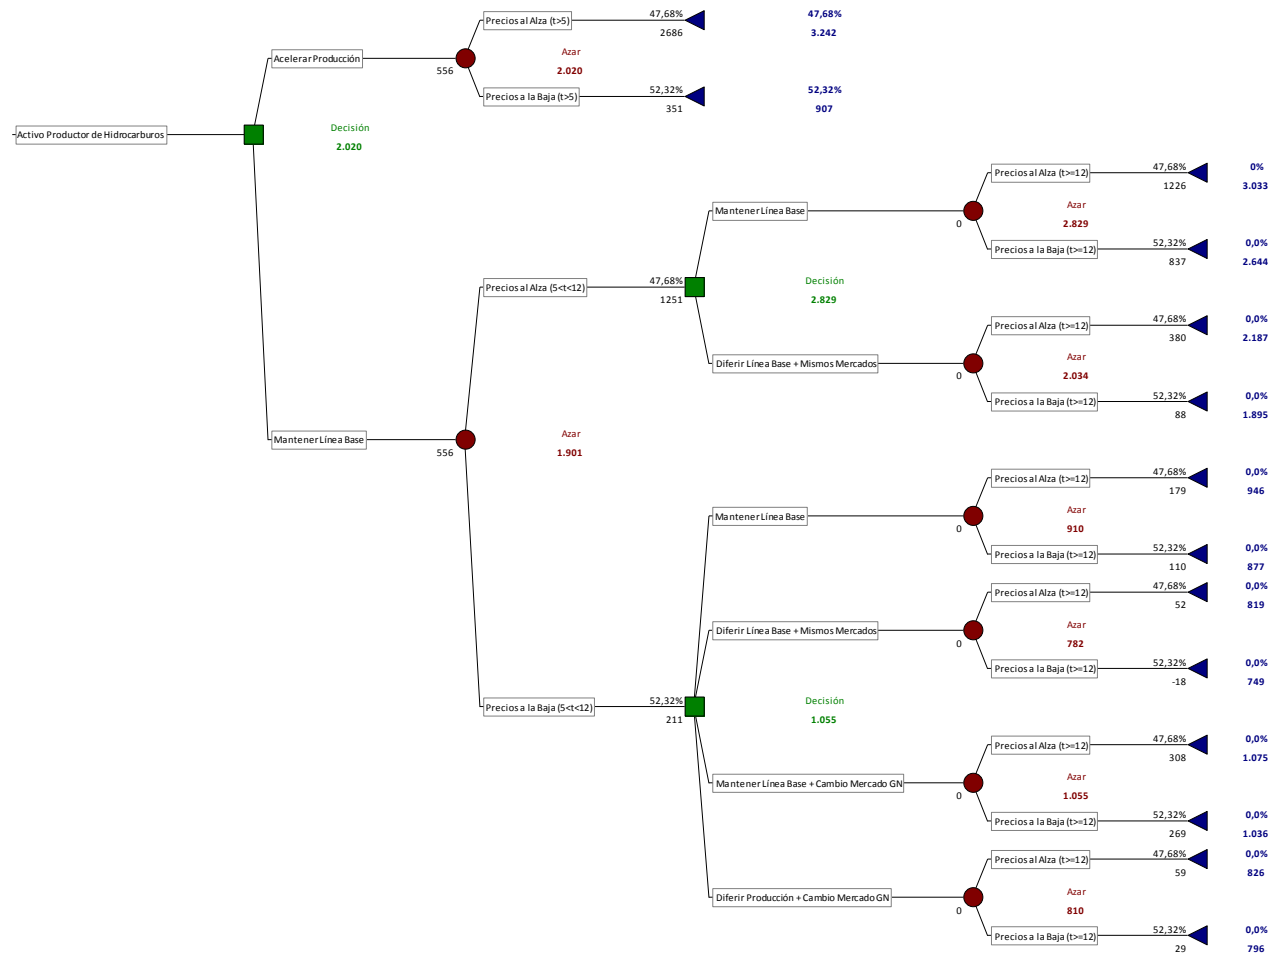 Precios al Alza (t>5)
47,68%
2686
47,68%
3.242
Acelerar Producción
556
Azar
2.020
Precios a la Baja (t>5)
52,32%
351
52,32%
907
Activo Productor de Hidrocarburos
Decisión
2.020
Precios al Alza (t>=12)
47,68%
1226
0%
3.033
Mantener Línea Base
0
Azar
2.829
Precios a la Baja (t>=12)
52,32%
837
0,0%
2.644
Precios al Alza (5<t<12)
47,68%
1251
Decisión
2.829
Precios al Alza (t>=12)
47,68%
380
0,0%
2.187
Diferir Línea Base + Mismos Mercados
0
Azar
2.034
Precios a la Baja (t>=12)
52,32%
88
0,0%
1.895
Mantener Línea Base
556
Azar
1.901
Precios al Alza (t>=12)
47,68%
179
0,0%
946
Mantener Línea Base
0
Azar
910
Precios a la Baja (t>=12)
52,32%
110
0,0%
877
Precios al Alza (t>=12)
47,68%
52
0,0%
819
Diferir Línea Base + Mismos Mercados
0
Azar
782
Precios a la Baja (t>=12)
52,32%
-18
0,0%
749
Precios a la Baja (5<t<12)
52,32%
211
Decisión
1.055
Precios al Alza (t>=12)
47,68%
308
0,0%
1.075
Mantener Línea Base + Cambio Mercado GN
0
Azar
1.055
Precios a la Baja (t>=12)
52,32%
269
0,0%
1.036
Precios al Alza (t>=12)
47,68%
59
0,0%
826
Diferir Producción + Cambio Mercado GN
0
Azar
810
Precios a la Baja (t>=12)
52,32%
29
0,0%
796